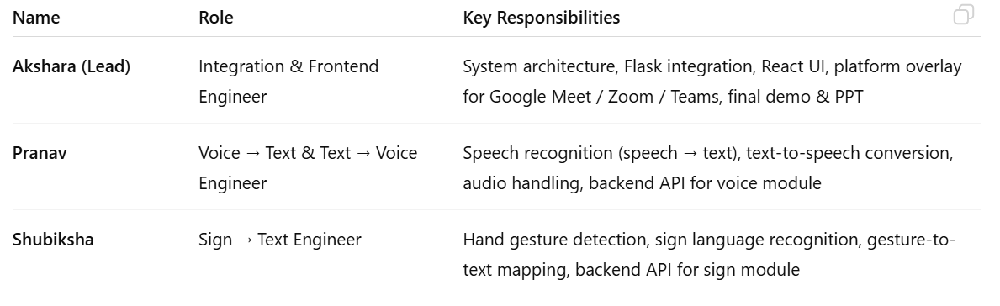 Name Role Key Responsibilities
Akshara (Lead) Integration & Frontend Engineer System architecture, Flask integration, React UI, platform overlay
for Google Meet / Zoom / Teams, final demo & PPT
Pranav Voice → Text & Text → Voice Engineer Speech recognition (speech → text), text-to-speech conversion,
audio handling, backend API for voice module
Shubiksha Sign → Text Engineer Hand gesture detection, sign language recognition, gesture-to-
text mapping, backend API for sign module